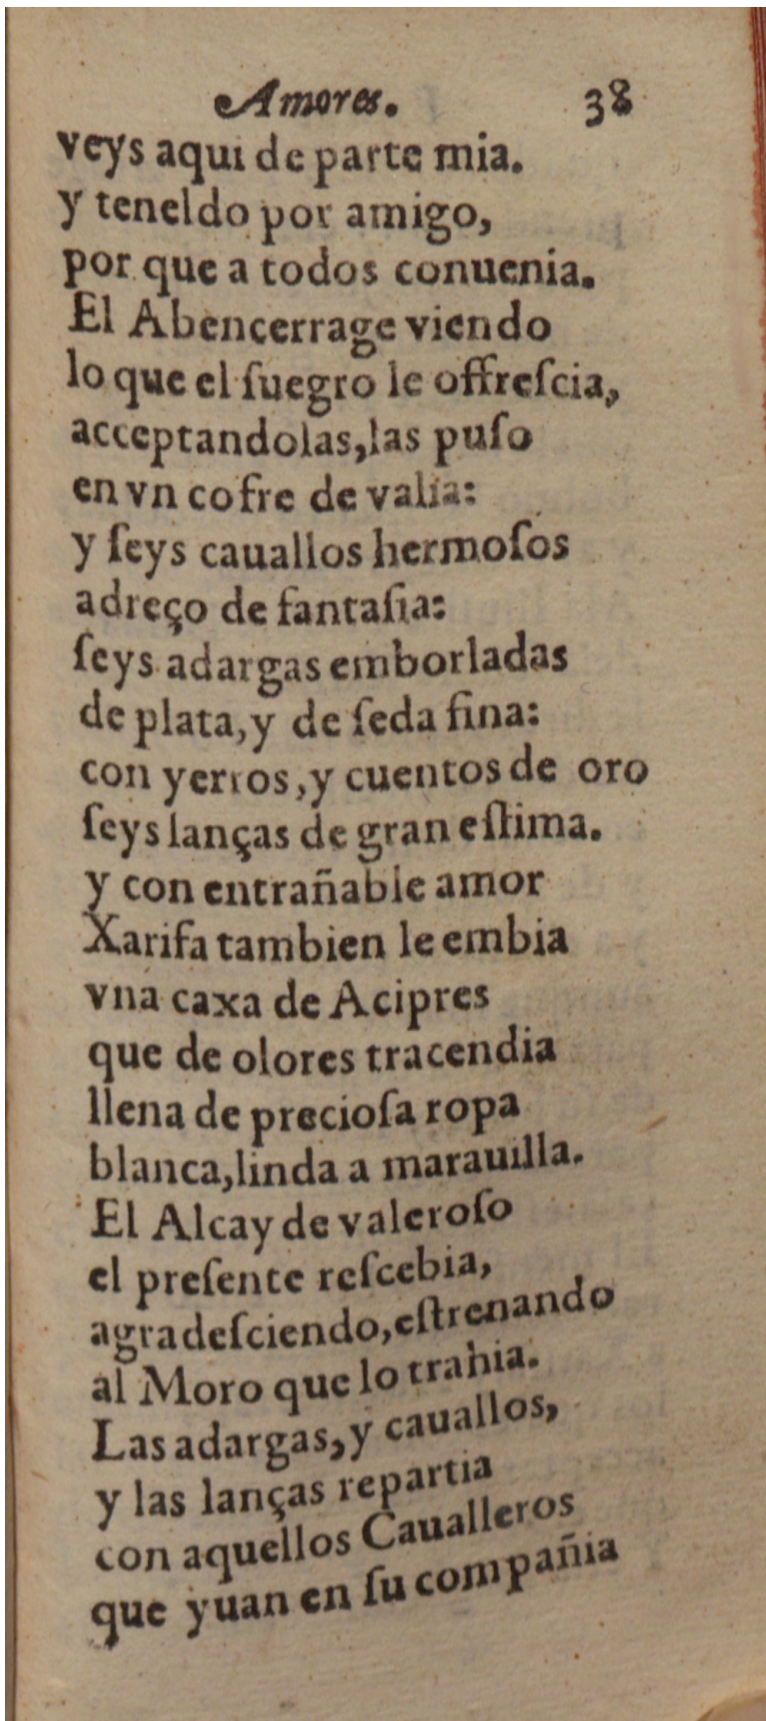 Amores. 38
veys aqui de parte mia.
y teneldo por amigo,
por que a todos conuenia.
El Abencerrage viendo
lo que el ſuegro le offreſcia,
acceptandolas,las puſo
en vn cofre de valia:
y ſeys cauallos hermoſos
adreço de fantaſia:
ſeys adargas emborladas
de plata,y de ſeda fina:
con yerros,y cuentos de oro
ſeys lanças de gran eſtima.
y con entrañable amor
Xarifa tambien le embia
vna caxa de Acipres
que de olores tracendia
llena de precioſa ropa
blanca,linda a marauilla.
El Alcayde valeroſo
el preſente reſcebia,
agradeſciendo,eſtrenando
al Moro que lo trahia.
Las adargas,y cauallos,
y las lanças repartia
con aquellos Caualleros
que yuan en ſu compañia